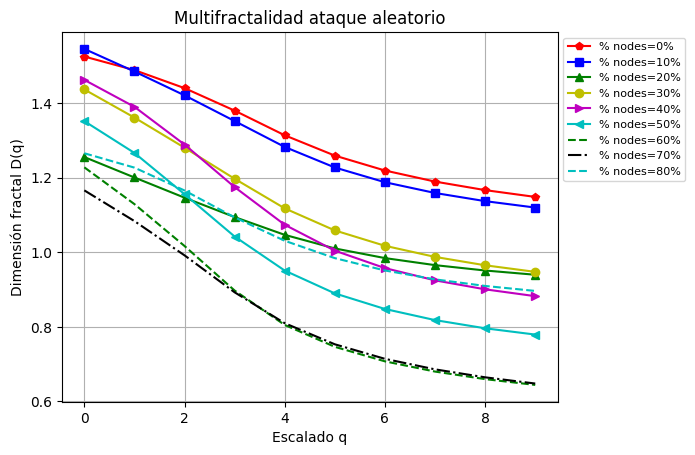 Multifractalidad ataque aleatorio
% nodes=0%
% nodes=10%
% nodes=20%
% nodes=30%
% nodes=40%
% nodes=50%
% nodes=60%
% nodes=70%
% nodes=80%
Dimensión fractal D(q)
1.4
1.2
1.0
0.8
0.6
0 2 4 6 8
Escalado q